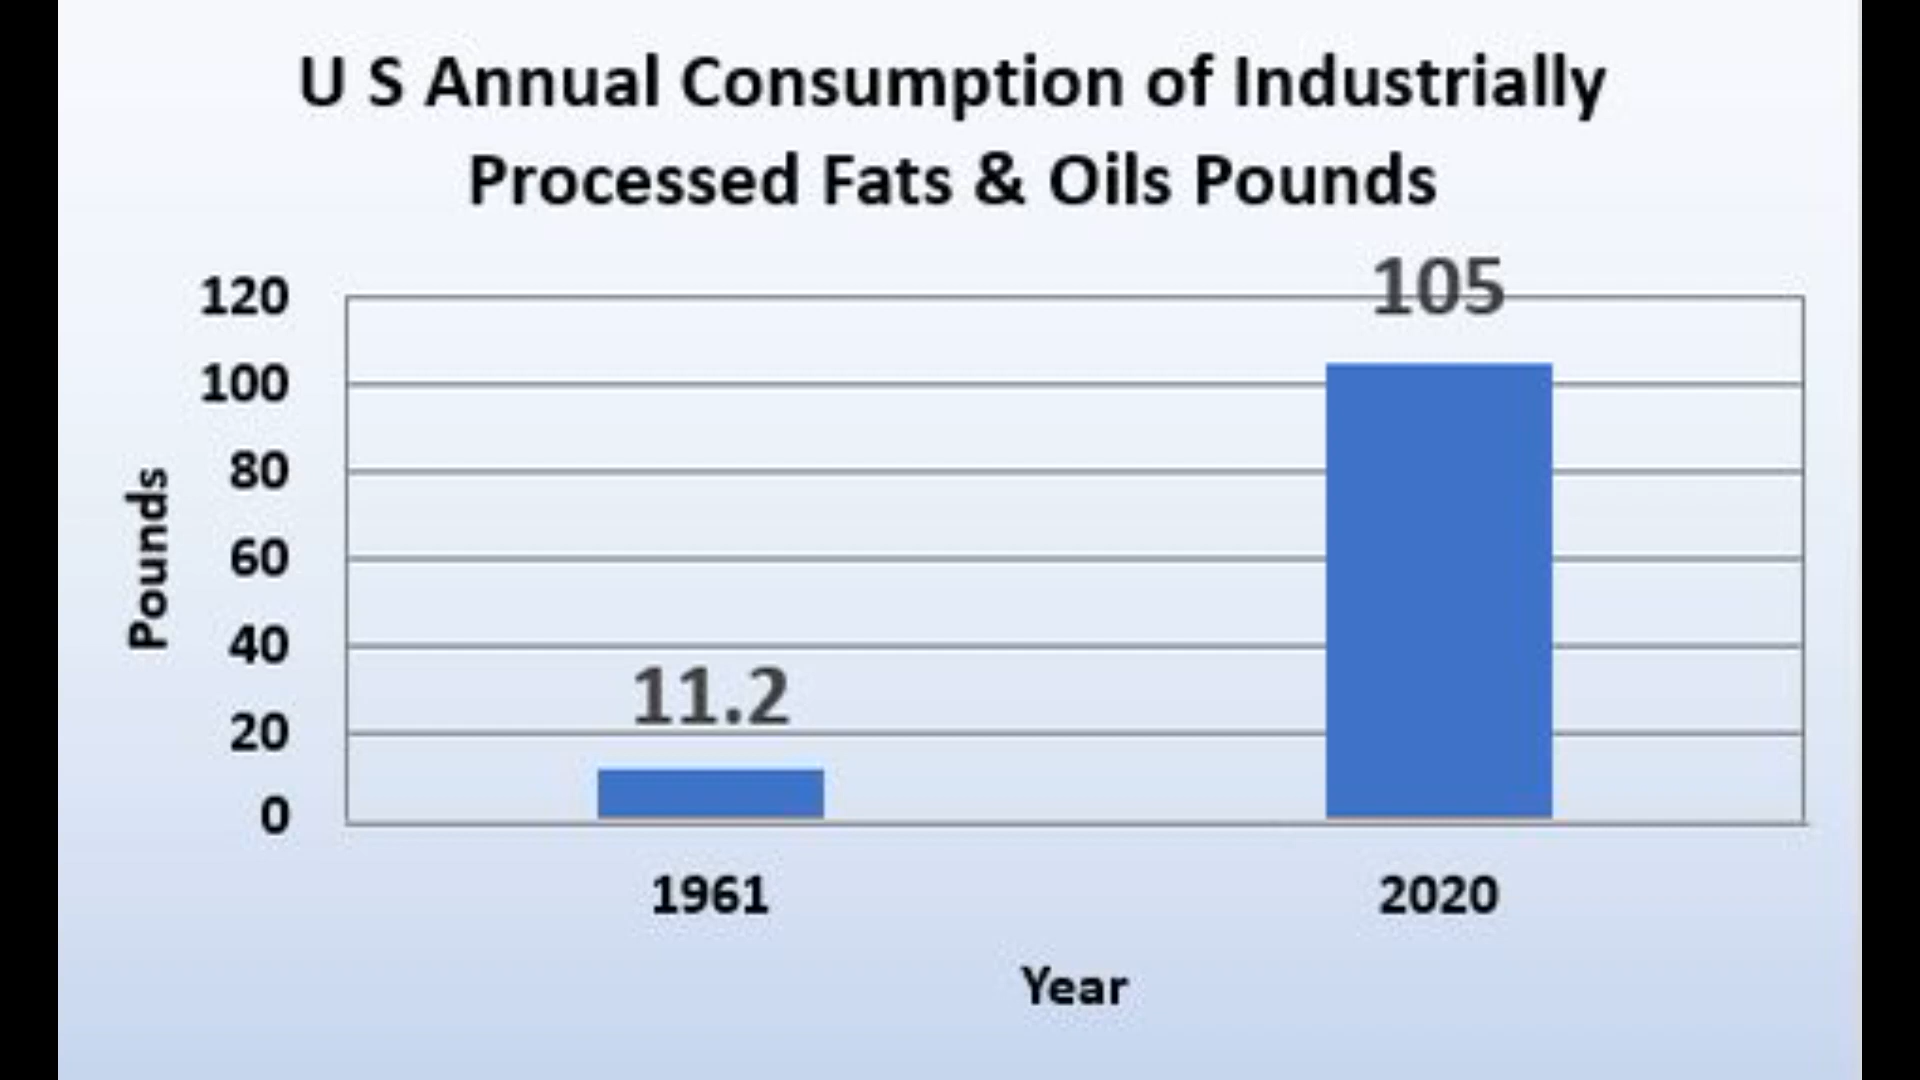 U S Annual Consumption of Industrially
Processed Fats & Oils Pounds
105
120
100
80
60
40
20
0
Pounds
11.2
1961
2020
Year